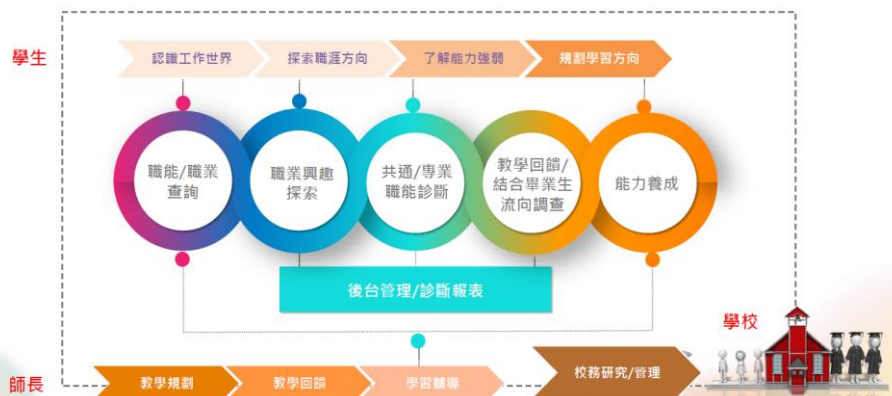 學生
認識工作世界
探索職涯方向
了解能力強弱
規劃學習方向
職能/職業
查詢
職業興趣
探索
共通/專業
職能診斷
教學回饋/
結合畢業生
流向調查
能力養成
後台管理/診斷報表
學校
師長
教學規劃
教學回饋
學習輔導
校務研究/管理